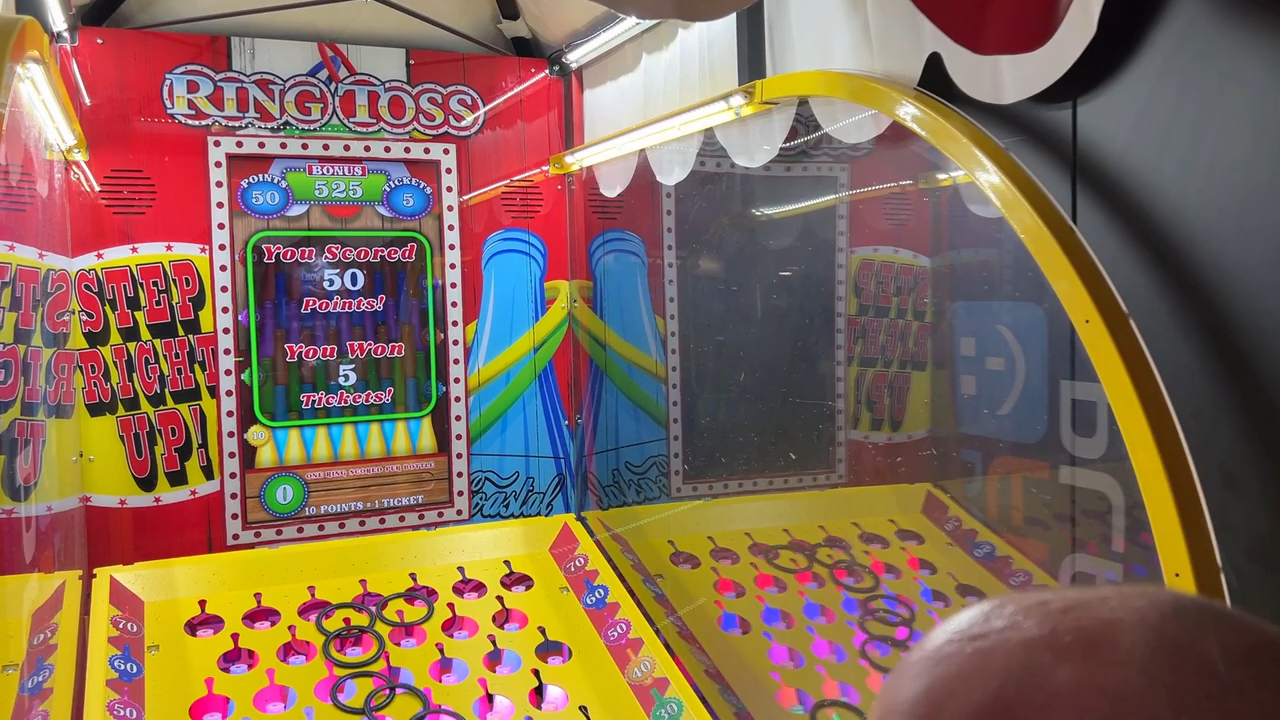 RING TOSS
POINTS
50
BONUS
525
TICKETS
5
You Scored
50
Points!
You Won
5
Tickets!
10
ONE RING SCORED PER BOTTLE
0
10 POINTS = 1 TICKET
STEP
RIGHT
UP!
Coastal
70
60
50
70
60
50
40
30